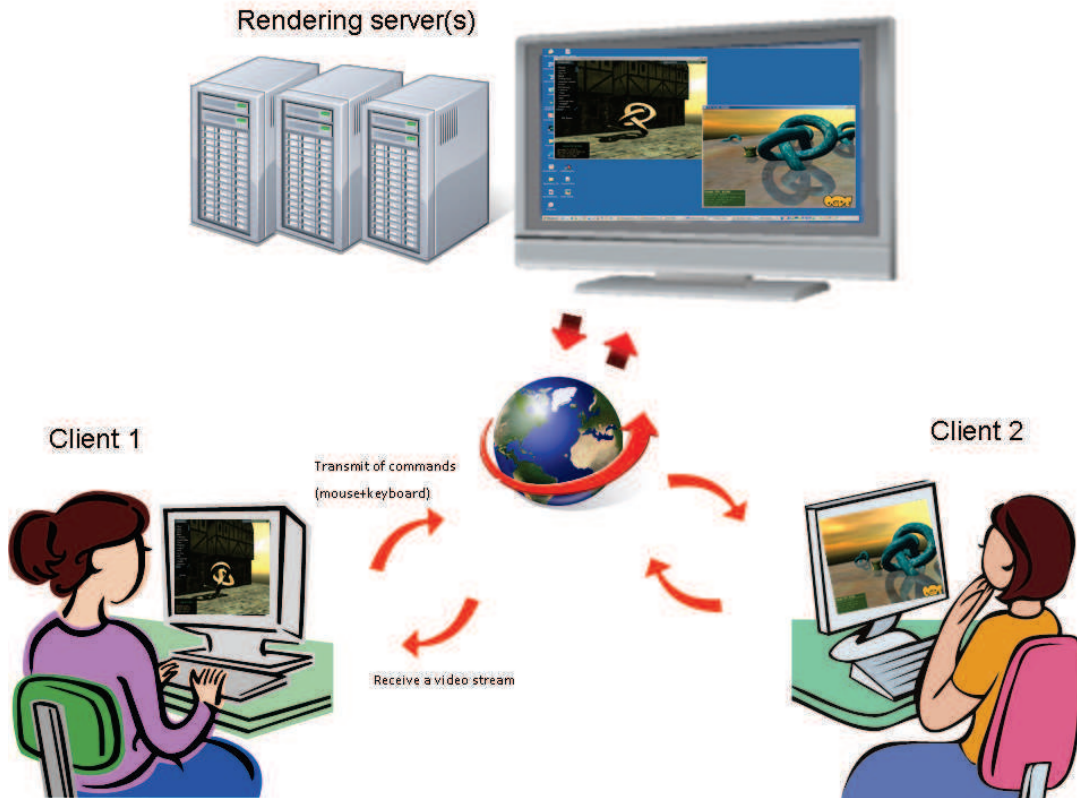 Rendering server(s)
Client 1
Client 2
Transmit of commands
(mouse+keyboard)
Receive a video stream